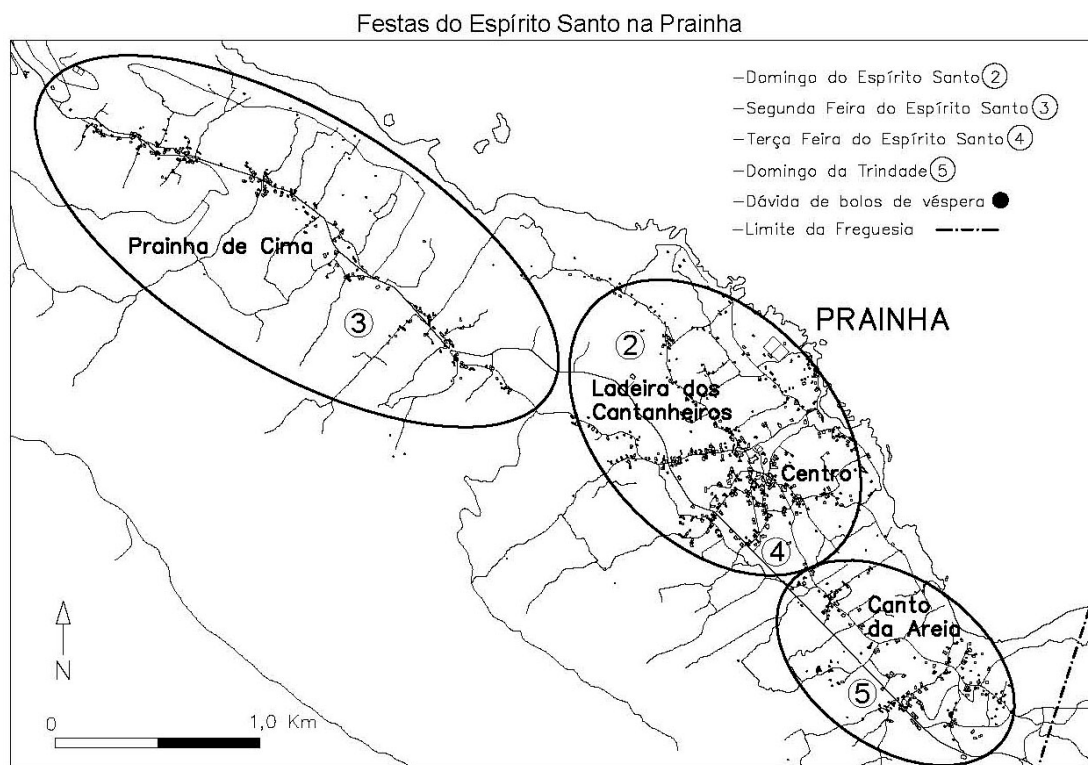 Festas do Espírito Santo na Prainha
—Domingo do Espírito Santo 2
—Segunda Feira do Espírito Santo 3
—Terça Feira do Espírito Santo 4
—Domingo da Trindade 5
—Dávida de bolos de véspera
—Limite da Freguesia
Prainha de Cima
3
PRAINHA
2
Ladeira dos
Cantanheiros
Centro
4
Canto
da Areia
5
N
0 1,0 Km